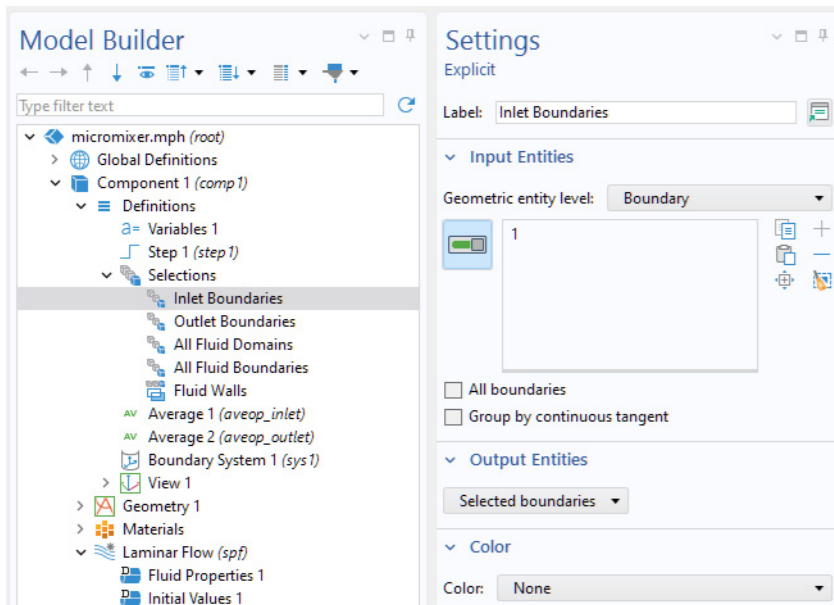 Model Builder
Type filter text
micromixer.mph (root)
Global Definitions
Component 1 (comp1)
Definitions
a= Variables 1
Step 1 (step1)
Selections
Inlet Boundaries
Outlet Boundaries
All Fluid Domains
All Fluid Boundaries
Fluid Walls
AV Average 1 (aveop_inlet)
AV Average 2 (aveop_outlet)
Boundary System 1 (sys1)
View 1
Geometry 1
Materials
Laminar Flow (spf)
D Fluid Properties 1
D Initial Values 1
Settings
Explicit
Label: Inlet Boundaries
Input Entities
Geometric entity level: Boundary
1
All boundaries
Group by continuous tangent
Output Entities
Selected boundaries
Color
Color: None